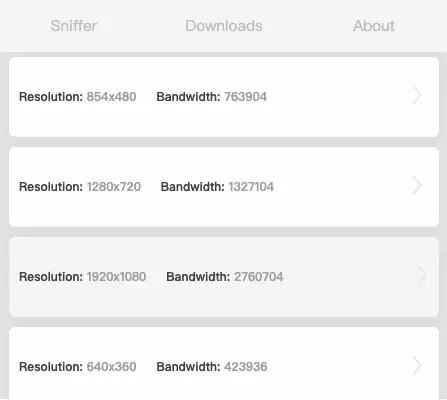 Sniffer Downloads About
Resolution: 854x480 Bandwidth: 763904
Resolution: 1280x720 Bandwidth: 1327104
Resolution: 1920x1080 Bandwidth: 2760704
Resolution: 640x360 Bandwidth: 423936